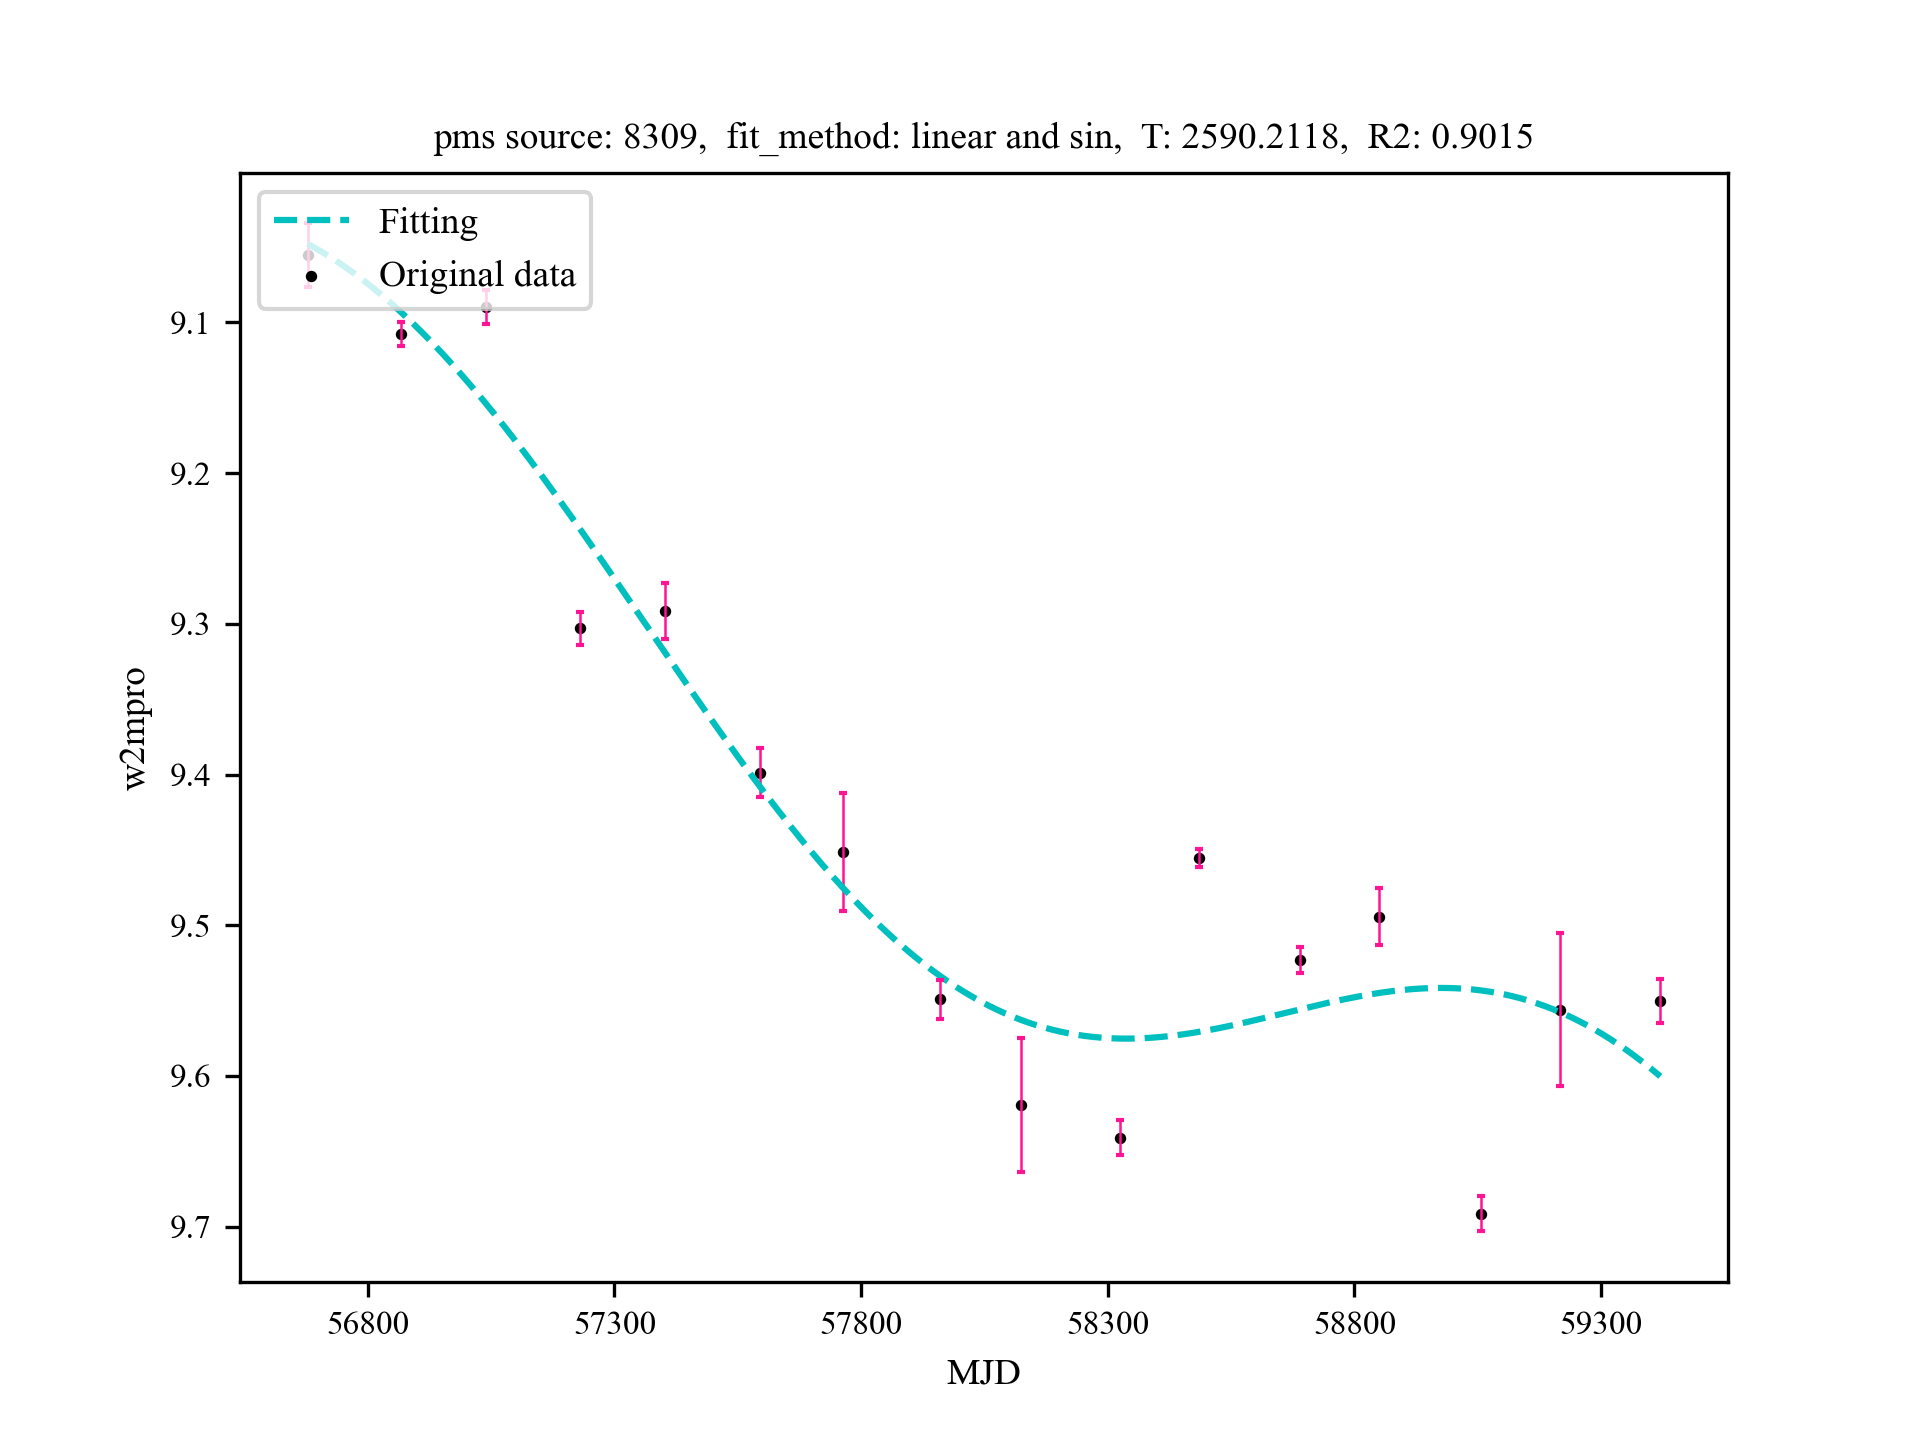 pms source: 8309,  fit_method: linear and sin,  T: 2590.2118,  R2: 0.9015
Fitting
Original data
9.1
9.2
9.3
9.4
9.5
9.6
9.7
w2mpro
56800 57300 57800 58300 58800 59300
MJD